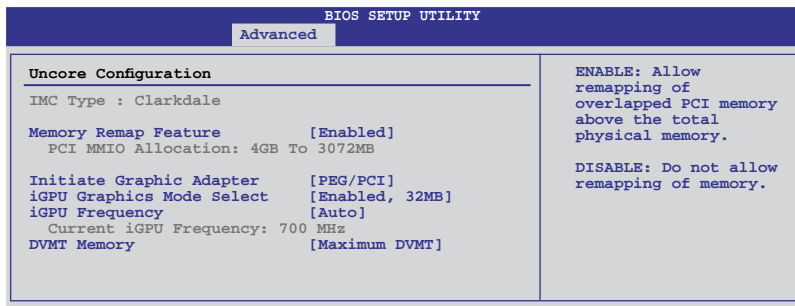 BIOS SETUP UTILITY
Advanced
Uncore Configuration
IMC Type : Clarkdale
Memory Remap Feature [Enabled]
PCI MMIO Allocation: 4GB To 3072MB
Initiate Graphic Adapter [PEG/PCI]
iGPU Graphics Mode Select [Enabled, 32MB]
iGPU Frequency [Auto]
Current iGPU Frequency: 700 MHz
DVMT Memory [Maximum DVMT]
ENABLE: Allow
remapping of
overlapped PCI memory
above the total
physical memory.
DISABLE: Do not allow
remapping of memory.